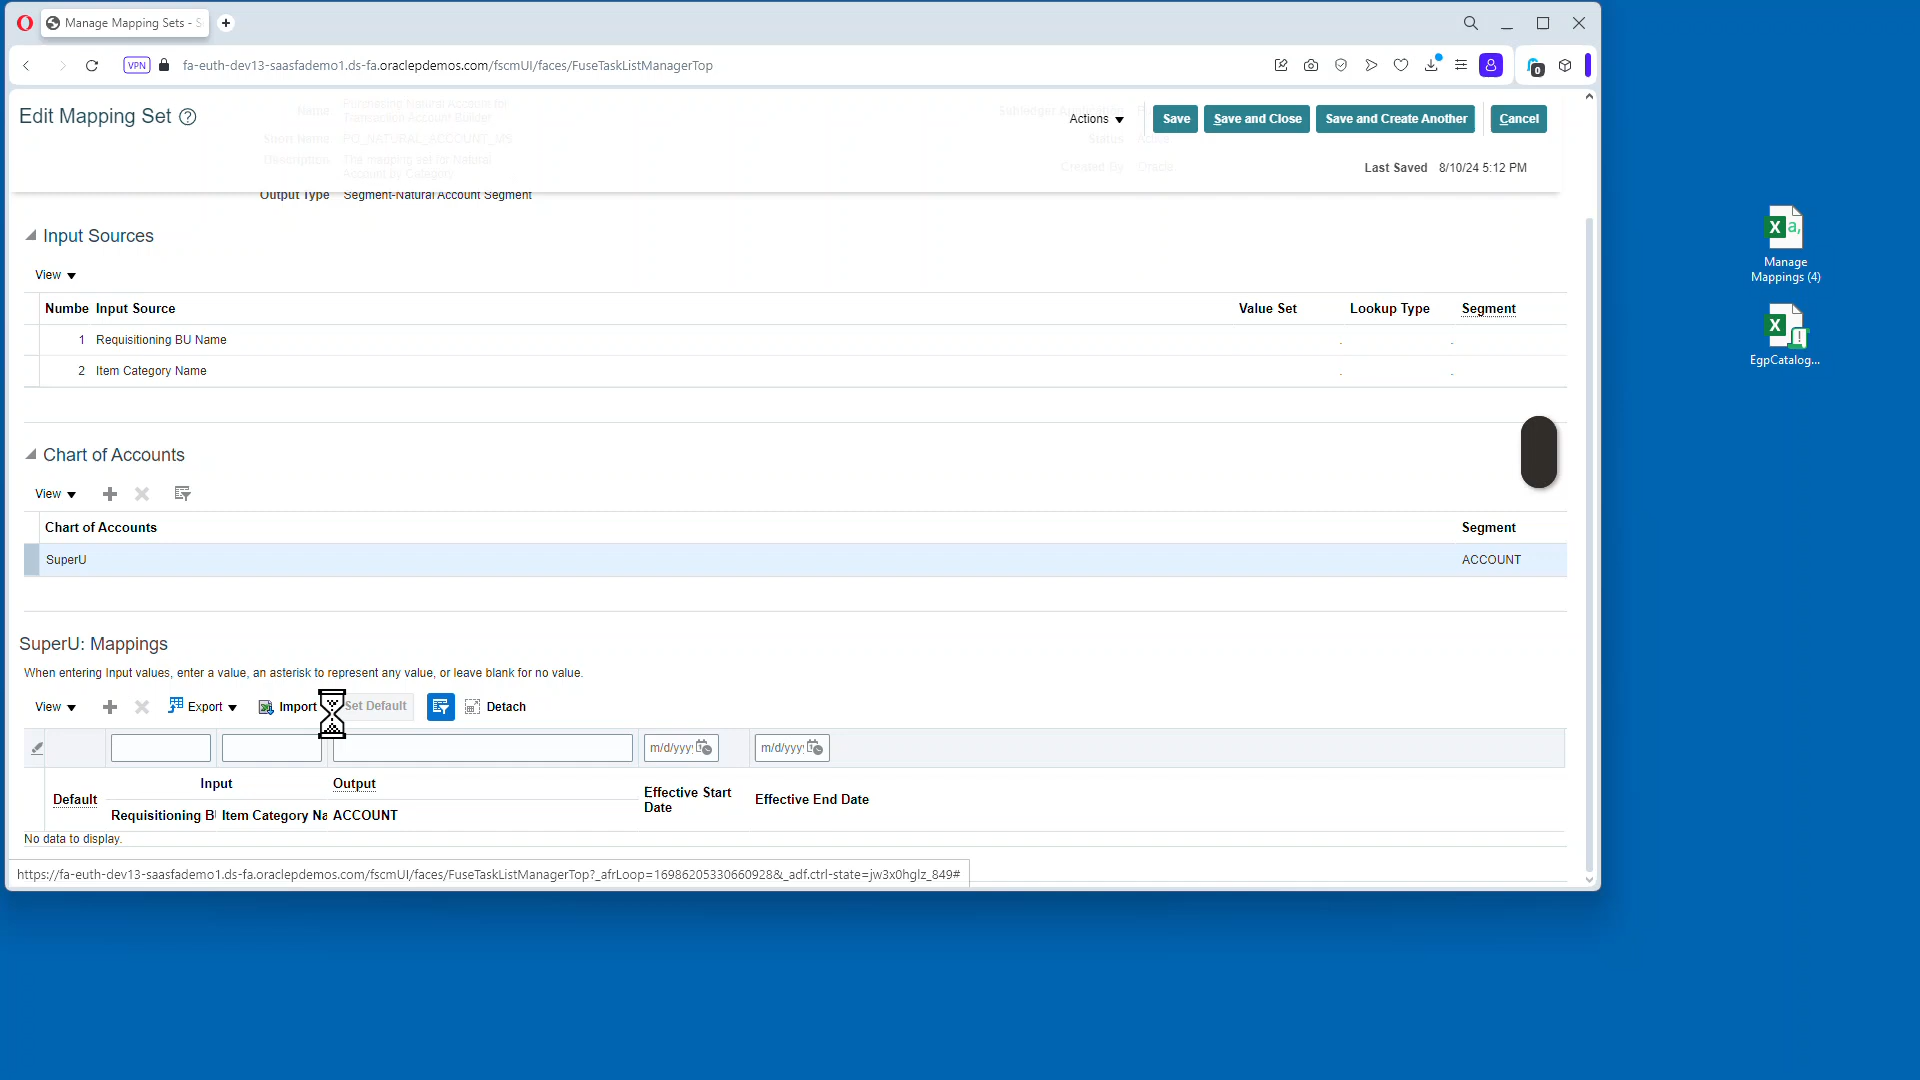 Manage Mapping Sets - S
VPN
fa-euth-dev13-saasfademo1.ds-fa.oraclepdemos.com/fscmUI/faces/FuseTaskListManagerTop
0
Edit Mapping Set
Name Purchasing Natural Account for
Transaction Account Builder
Subledger Application
Actions
Save
Save and Close
Save and Create Another
Cancel
Short Name PO_NATURAL_ACCOUNT_MS
Status Active
Description The mapping set for Natural
Account by Category
Created By Oracle
Last Saved 8/10/24 5:12 PM
Output Type Segment-Natural Account Segment
Input Sources
View
Numbe Input Source Value Set Lookup Type Segment
1 Requisitioning BU Name
2 Item Category Name
Chart of Accounts
View
Chart of Accounts Segment
SuperU ACCOUNT
SuperU: Mappings
When entering Input values, enter a value, an asterisk to represent any value, or leave blank for no value.
View Export Import Set Default Detach
m/d/yyy m/d/yyy
Default
Input
Output
Effective Start
Date
Effective End Date
Requisitioning B Item Category Na ACCOUNT
No data to display.
https://fa-euth-dev13-saasfademo1.ds-fa.oraclepdemos.com/fscmUI/faces/FuseTaskListManagerTop?_afrLoop=16986205330660928&_adf.ctrl-state=jw3x0hglz_849#
Manage
Mappings (4)
EgpCatalog...